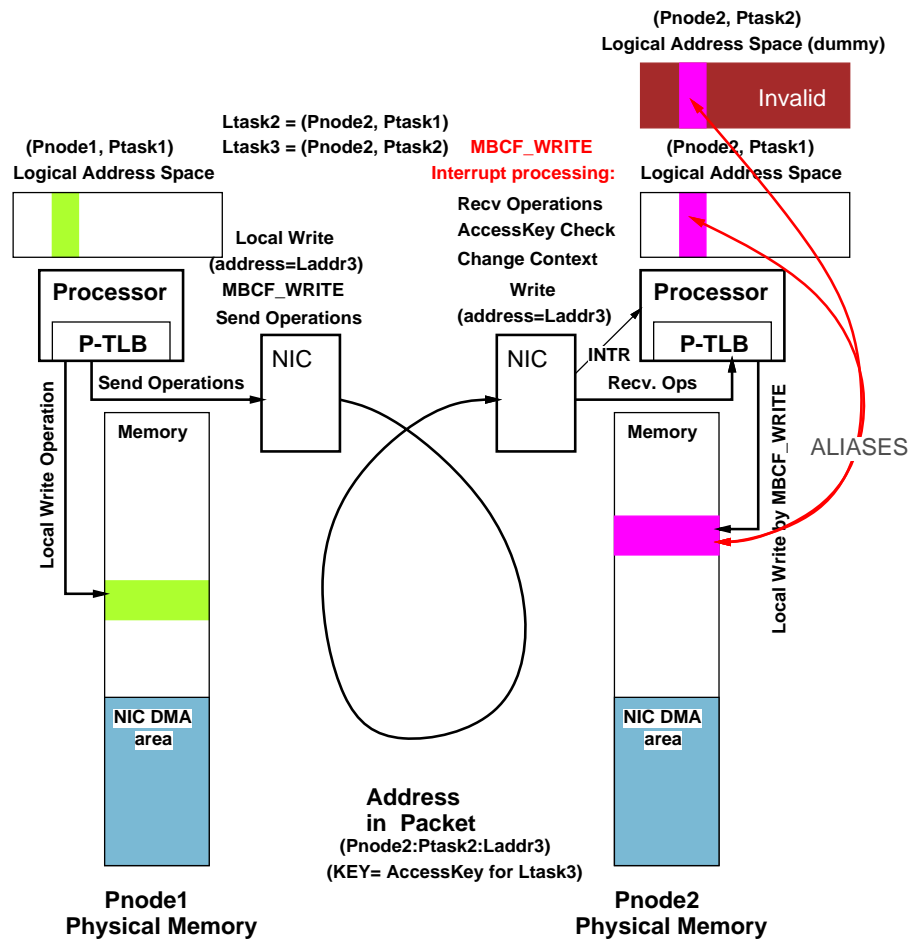 (Pnode2, Ptask2)
Logical Address Space (dummy)
Invalid
Ltask2 = (Pnode2, Ptask1)
Ltask3 = (Pnode2, Ptask2)
MBCF_WRITE
Interrupt processing:
(Pnode1, Ptask1)
Logical Address Space
(Pnode2, Ptask1)
Logical Address Space
Recv Operations
AccessKey Check
Change Context
Write
(address=Laddr3)
Local Write
(address=Laddr3)
MBCF_WRITE
Send Operations
Processor
P-TLB
NIC
Send Operations
NIC
INTR
Recv. Ops
Processor
P-TLB
Local Write Operation
Memory
Memory
Local Write by MBCF_WRITE
ALIASES
NIC DMA
area
NIC DMA
area
Address
in Packet
(Pnode2:Ptask2:Laddr3)
(KEY= AccessKey for Ltask3)
Pnode1
Physical Memory
Pnode2
Physical Memory